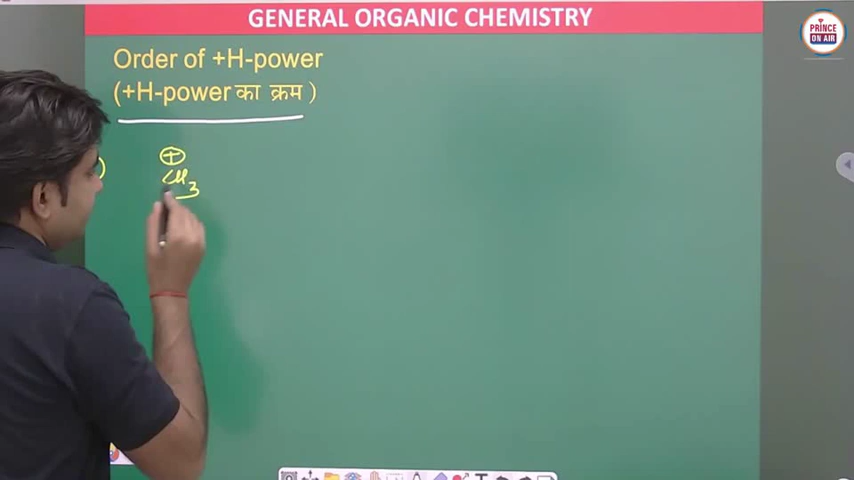 GENERAL ORGANIC CHEMISTRY
PRINCE
ON AIR
Order of +H-power
(+H-power का क्रम )
)
⊕
CH₃